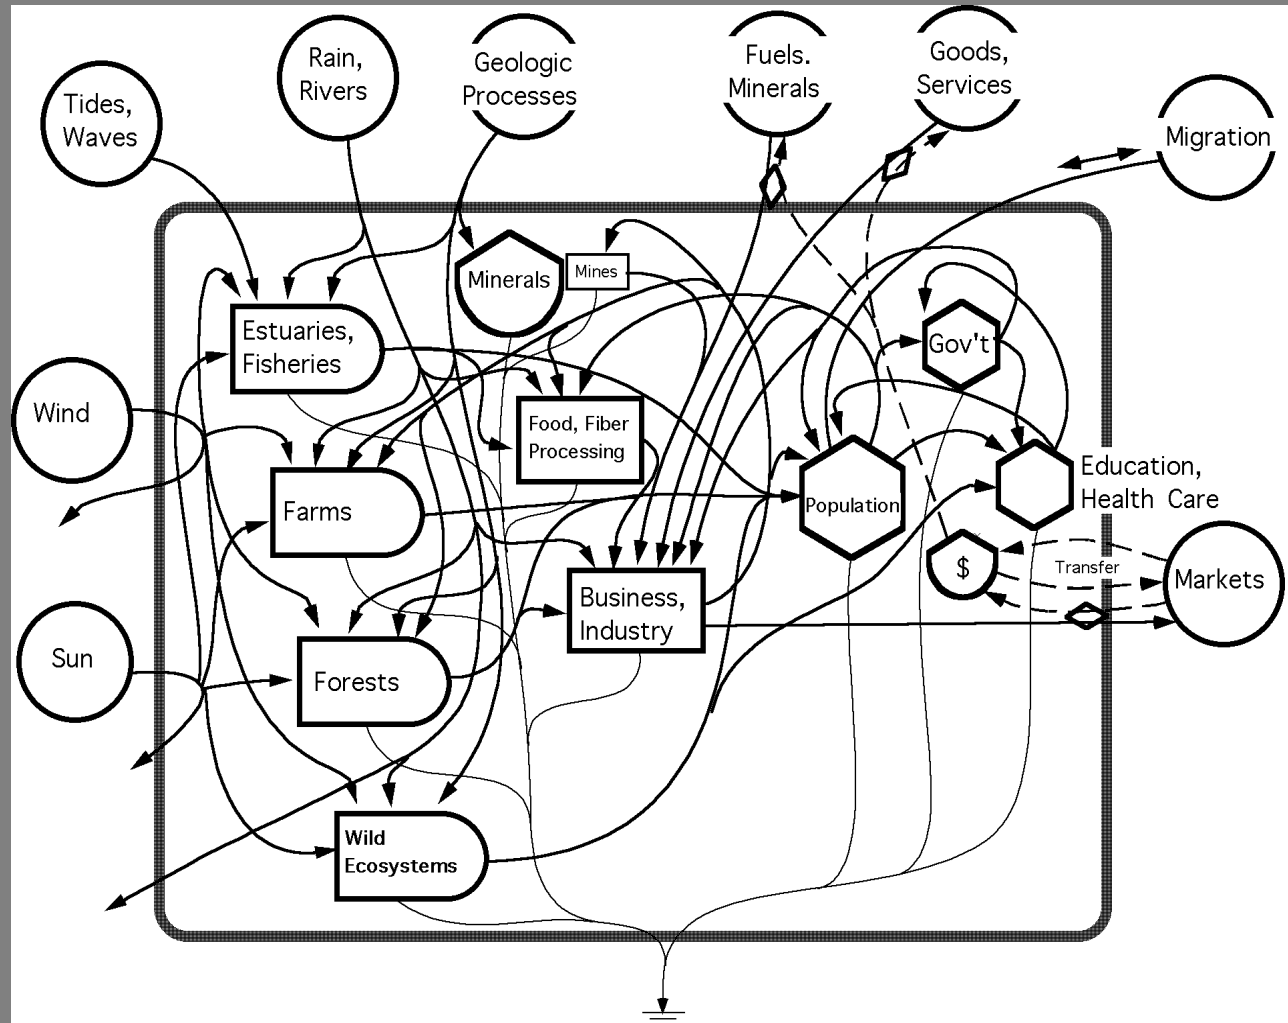 Rain,
Rivers
Geologic
Processes
Fuels.
Minerals
Goods,
Services
Tides,
Waves
Migration
Minerals
Mines
Estuaries,
Fisheries
Gov't
Wind
Food, Fiber
Processing
Farms
Population
Education,
Health Care
$
Transfer
Markets
Business,
Industry
Sun
Forests
Wild
Ecosystems